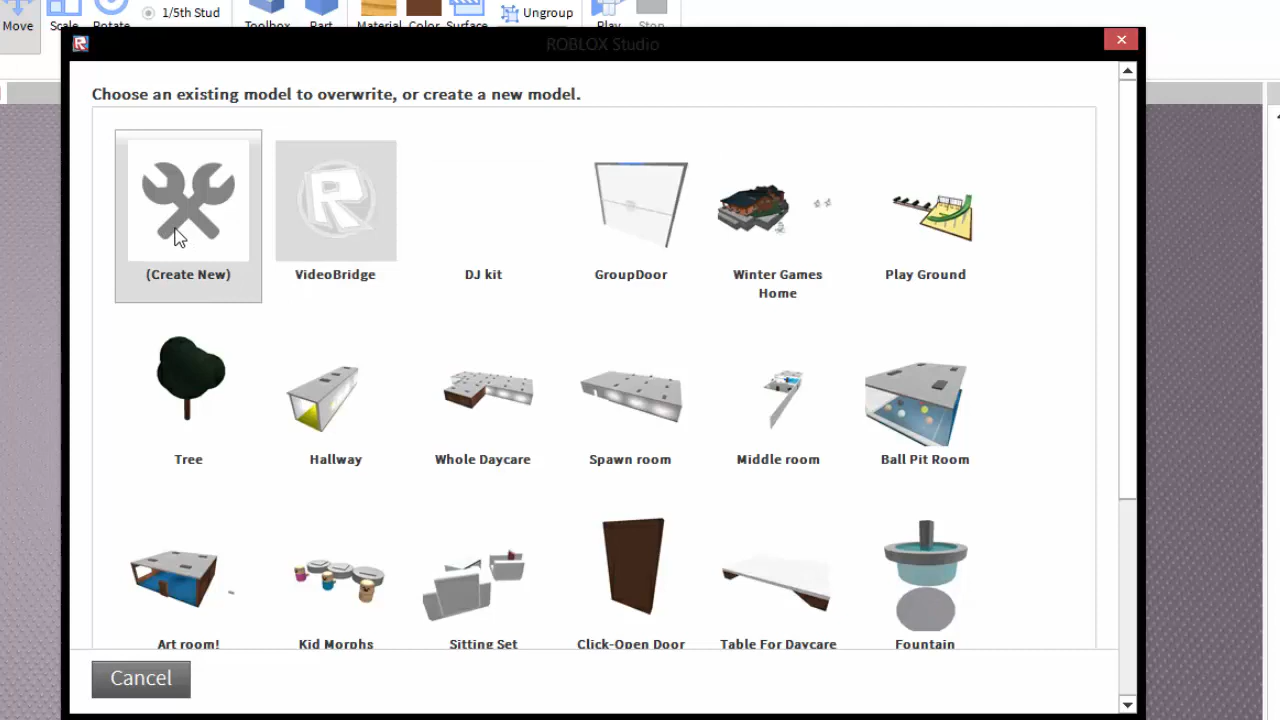 Move Scale Rotate 1/5th Stud Toolbox Part Material Color Surface Ungroup Play Stop
ROBLOX Studio
Choose an existing model to overwrite, or create a new model.
(Create New) VideoBridge DJ kit GroupDoor Winter Games Play Ground
Home
Tree Hallway Whole Daycare Spawn room Middle room Ball Pit Room
Art room! Kid Morphs Sitting Set Click-Open Door Table For Daycare Fountain
Cancel